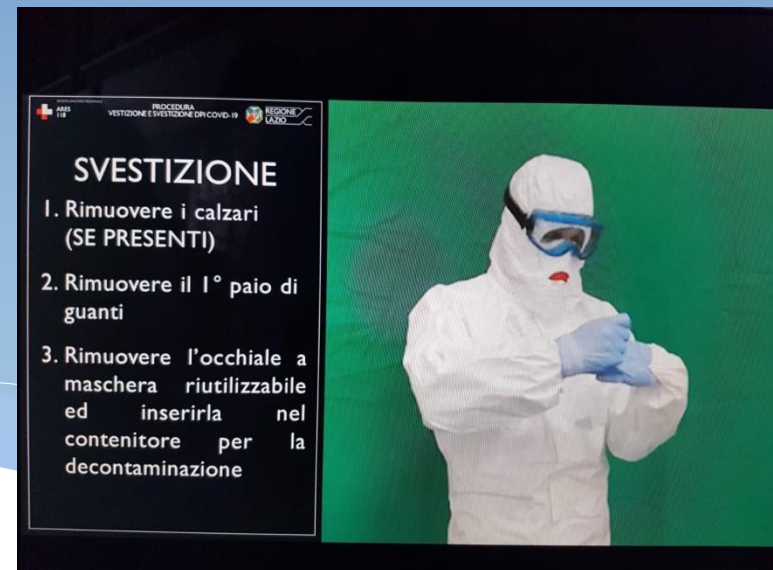 ARES
118
PROCEDURA
VESTIZIONE E SVESTIZIONE DPI COVID-19
REGIONE
LAZIO
SVESTIZIONE
1. Rimuovere i calzari
(SE PRESENTI)
2. Rimuovere il 1° paio di
guanti
3. Rimuovere l'occhiale a
maschera riutilizzabile
ed inserirla nel
contenitore per la
decontaminazione